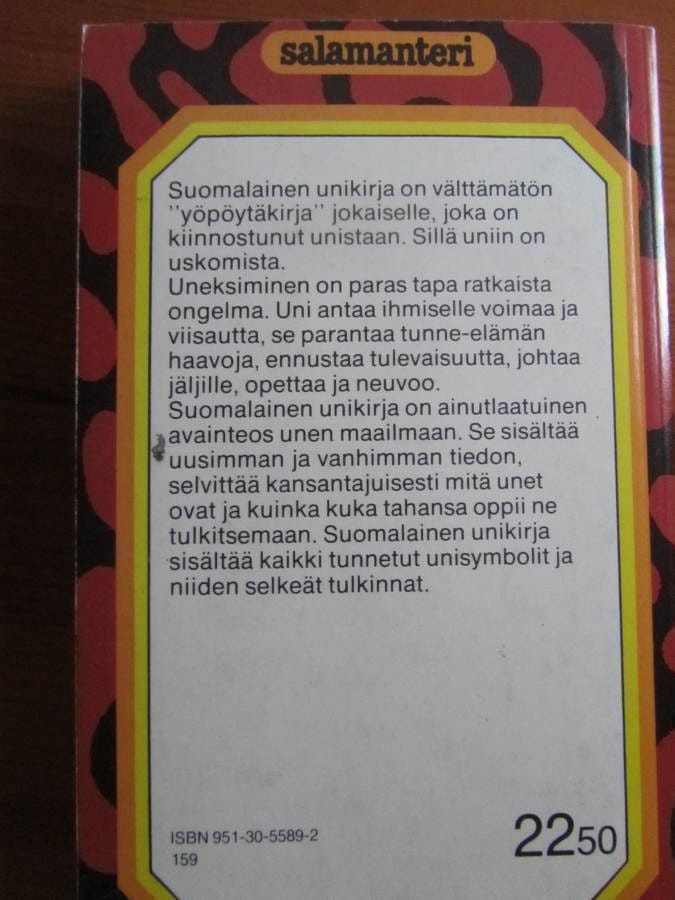 salamanteri
Suomalainen unikirja on välttämätön
''yöpöytäkirja'' jokaiselle, joka on
kiinnostunut unistaan. Sillä uniin on
uskomista.
Uneksiminen on paras tapa ratkaista
ongelma. Uni antaa ihmiselle voimaa ja
viisautta, se parantaa tunne-elämän
haavoja, ennustaa tulevaisuutta, johtaa
jäljille, opettaa ja neuvoo.
Suomalainen unikirja on ainutlaatuinen
avainteos unen maailmaan. Se sisältää
uusimman ja vanhimman tiedon,
selvittää kansantajuisesti mitä unet
ovat ja kuinka kuka tahansa oppii ne
tulkitsemaan. Suomalainen unikirja
sisältää kaikki tunnetut unisymbolit ja
niiden selkeät tulkinnat.
ISBN 951-30-5589-2
159
2250